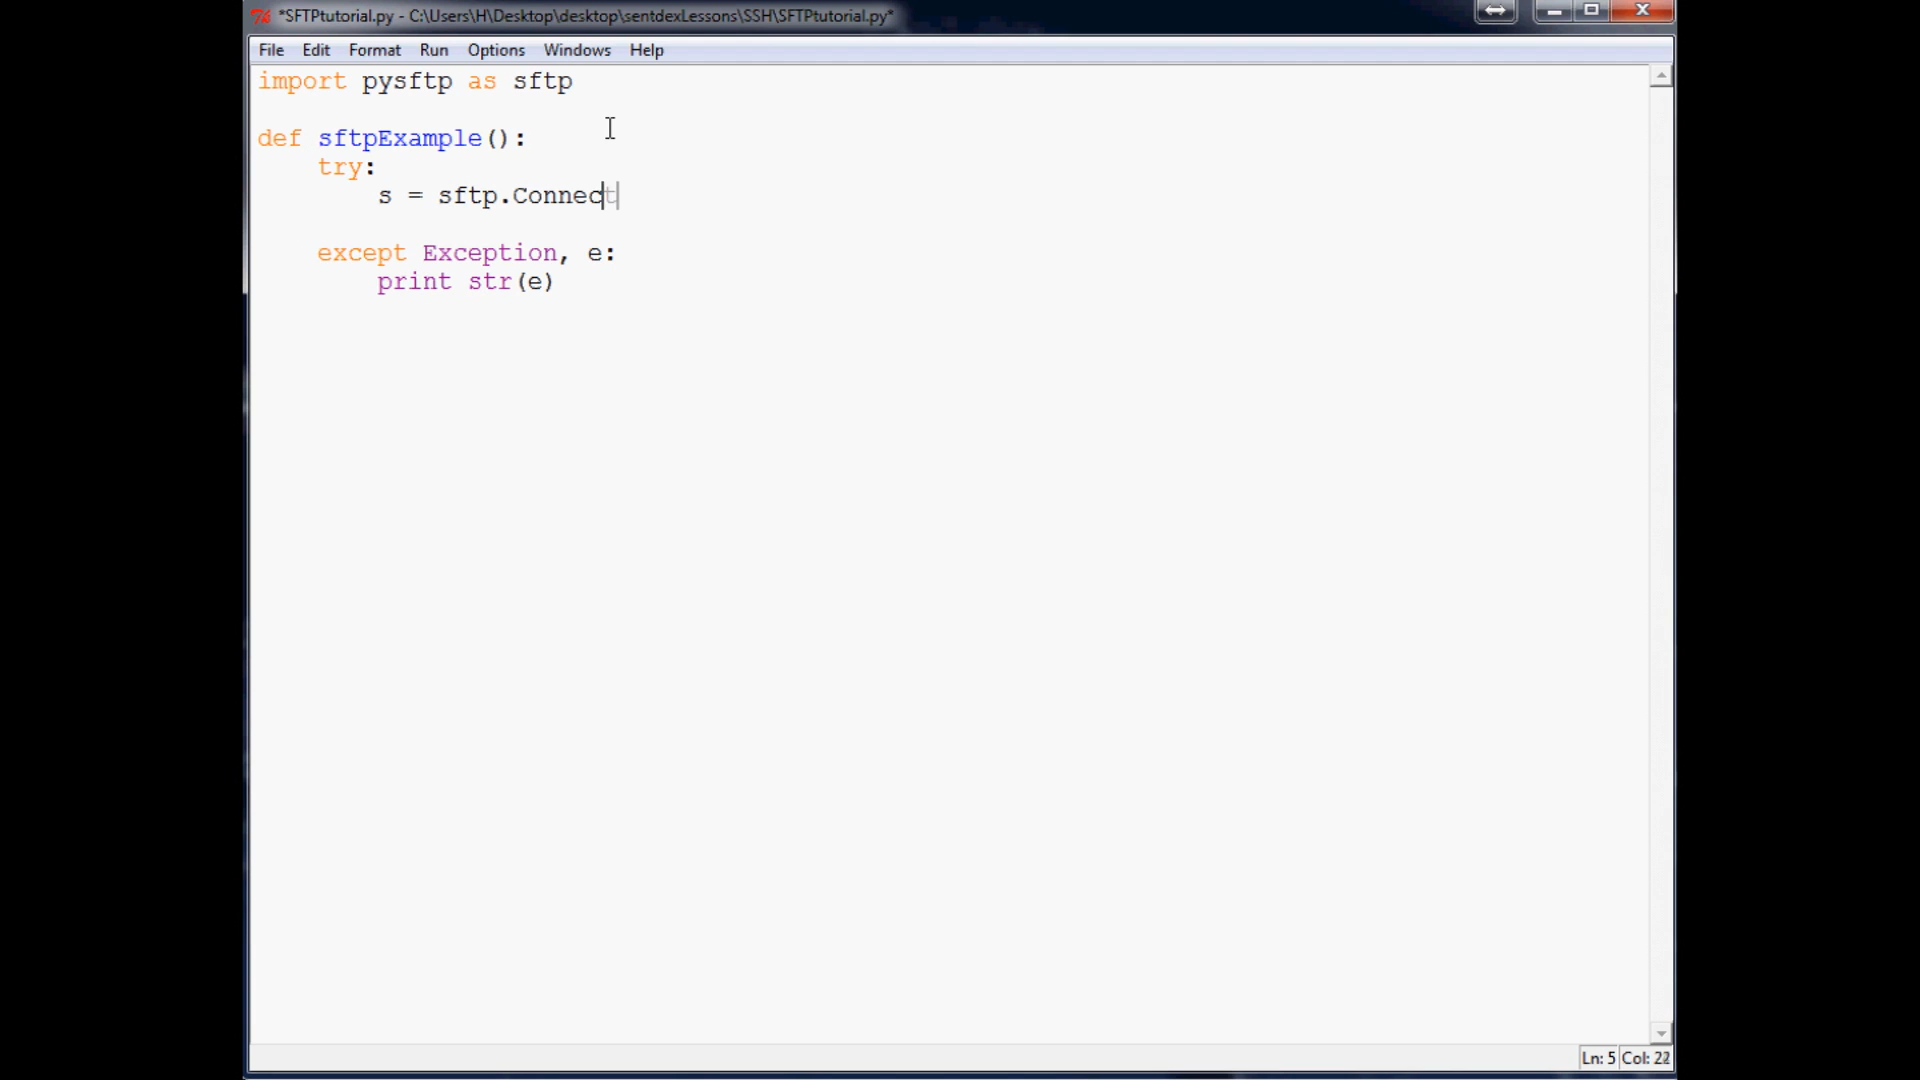 *SFTPtutorial.py - C:\Users\H\Desktop\desktop\sentdexLessons\SSH\SFTPtutorial.py*
File Edit Format Run Options Windows Help
import pysftp as sftp
def sftpExample():
    try:
        s = sftp.Connect
    except Exception, e:
        print str(e)
Ln: 5 Col: 22